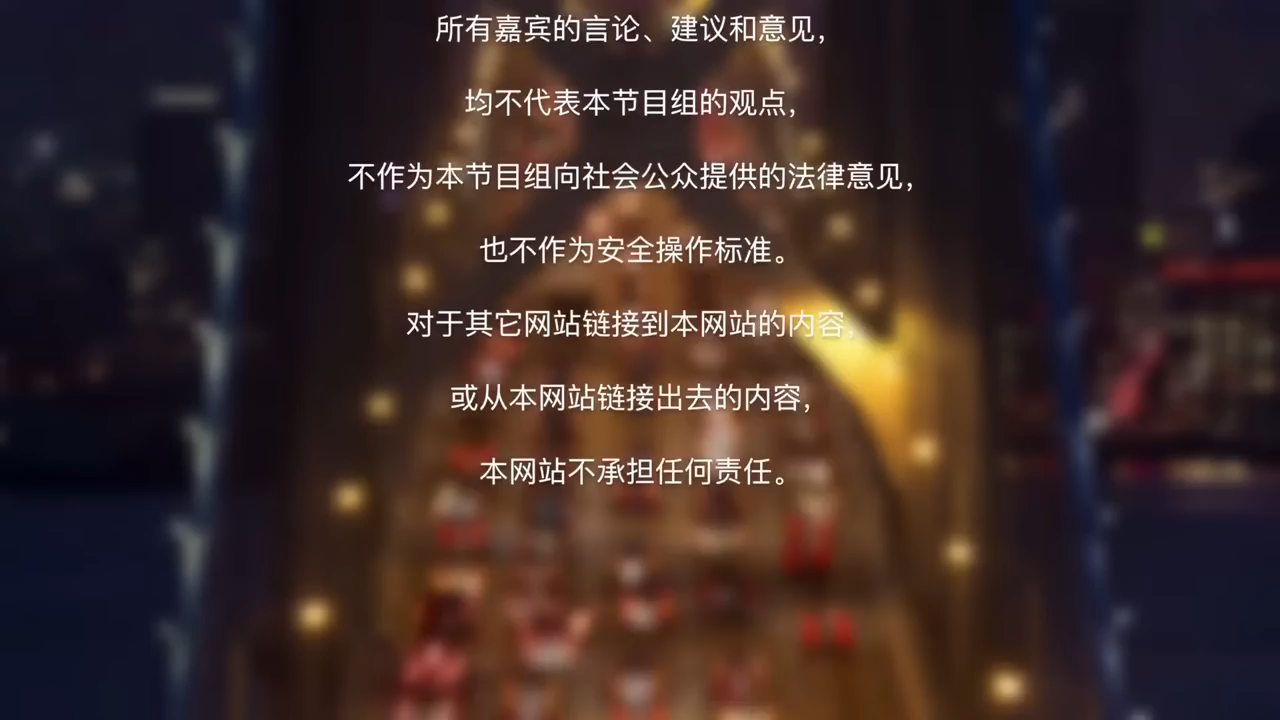 所有嘉宾的言论、建议和意见,
均不代表本节目组的观点,
不作为本节目组向社会公众提供的法律意见,
也不作为安全操作标准。
对于其它网站链接到本网站的内容,
或从本网站链接出去的内容,
本网站不承担任何责任。